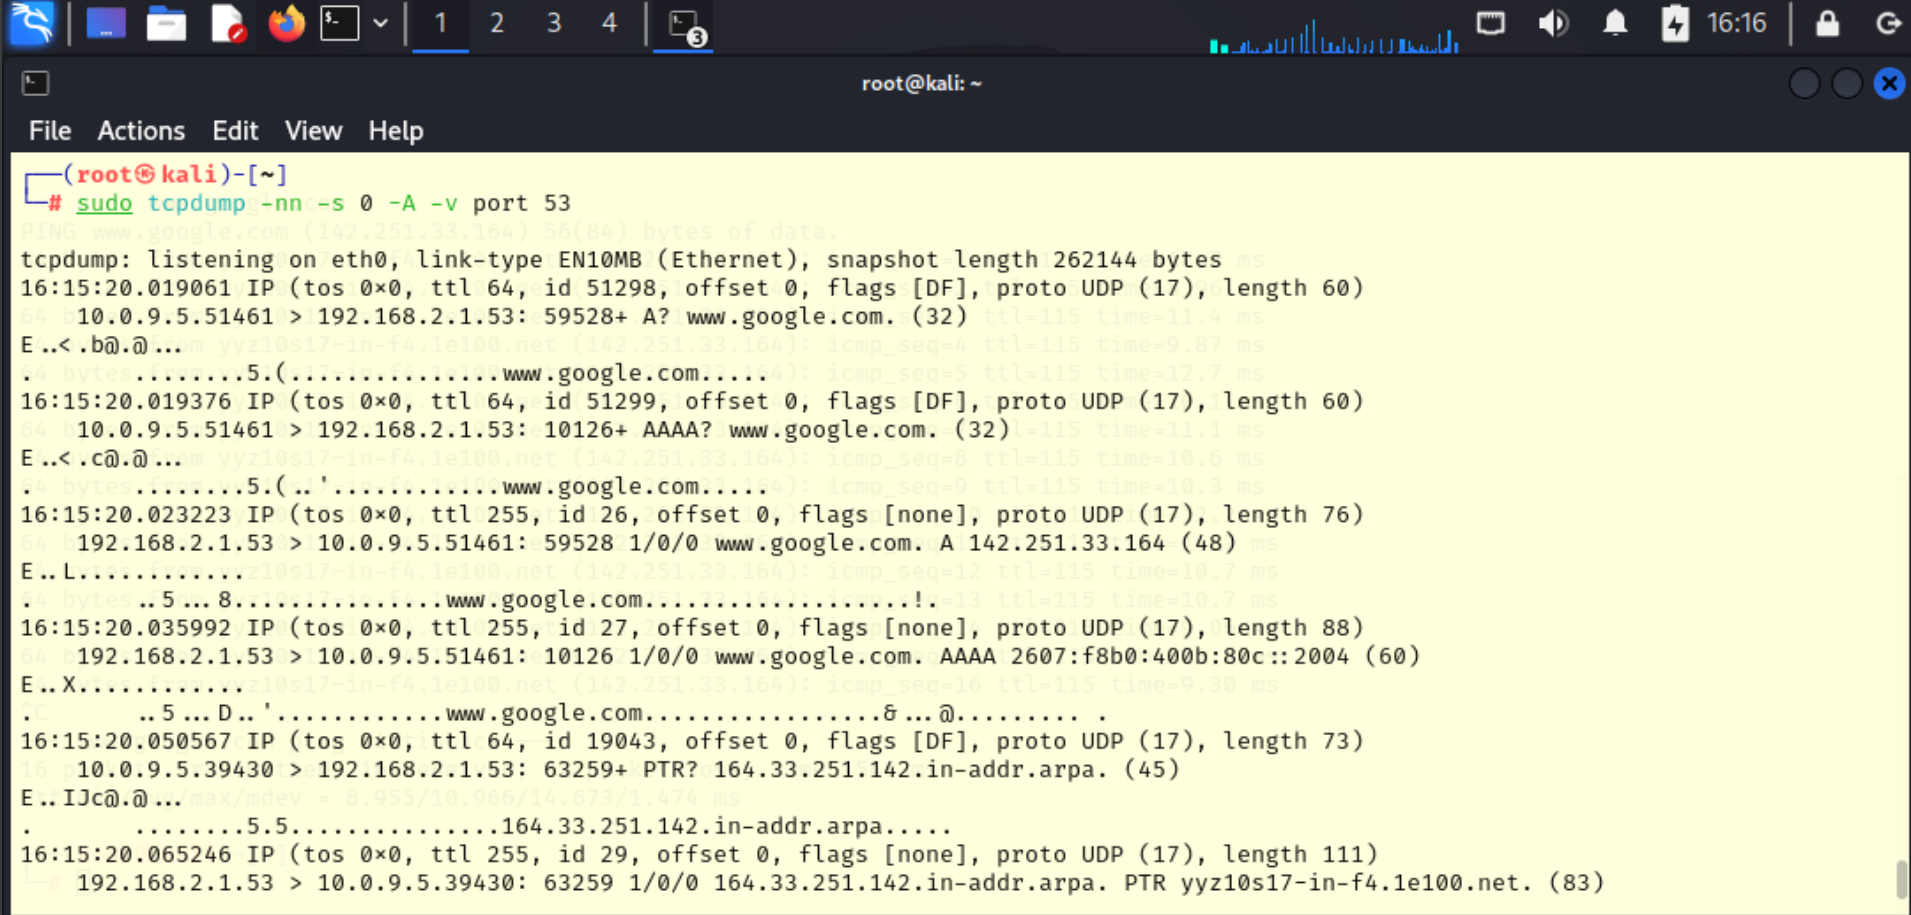 1 2 3 4 3 16:16
root@kali: ~
File Actions Edit View Help
┌──(root㉿kali)-[~]
└─# sudo tcpdump -nn -s 0 -A -v port 53
PING www.google.com (142.251.33.164) 56(84) bytes of data.
tcpdump: listening on eth0, link-type EN10MB (Ethernet), snapshot length 262144 bytes
16:15:20.019061 IP (tos 0×0, ttl 64, id 51298, offset 0, flags [DF], proto UDP (17), length 60)
10.0.9.5.51461 > 192.168.2.1.53: 59528+ A? www.google.com. (32)
E..<.b@.@...
. ........5.(...............www.google.com.....
16:15:20.019376 IP (tos 0×0, ttl 64, id 51299, offset 0, flags [DF], proto UDP (17), length 60)
10.0.9.5.51461 > 192.168.2.1.53: 10126+ AAAA? www.google.com. (32)
E..<.c@.@...
. ........5.(..'............www.google.com.....
16:15:20.023223 IP (tos 0×0, ttl 255, id 26, offset 0, flags [none], proto UDP (17), length 76)
192.168.2.1.53 > 10.0.9.5.51461: 59528 1/0/0 www.google.com. A 142.251.33.164 (48)
E..L............
. ..5...8...............www.google.com...................!.
16:15:20.035992 IP (tos 0×0, ttl 255, id 27, offset 0, flags [none], proto UDP (17), length 88)
192.168.2.1.53 > 10.0.9.5.51461: 10126 1/0/0 www.google.com. AAAA 2607:f8b0:400b:80c::2004 (60)
E..X............
. ..5...D..'............www.google.com.................&...@......... .
16:15:20.050567 IP (tos 0×0, ttl 64, id 19043, offset 0, flags [DF], proto UDP (17), length 73)
10.0.9.5.39430 > 192.168.2.1.53: 63259+ PTR? 164.33.251.142.in-addr.arpa. (45)
E..IJc@.@...
. ........5.5...............164.33.251.142.in-addr.arpa.....
16:15:20.065246 IP (tos 0×0, ttl 255, id 29, offset 0, flags [none], proto UDP (17), length 111)
192.168.2.1.53 > 10.0.9.5.39430: 63259 1/0/0 164.33.251.142.in-addr.arpa. PTR yyz10s17-in-f4.1e100.net. (83)